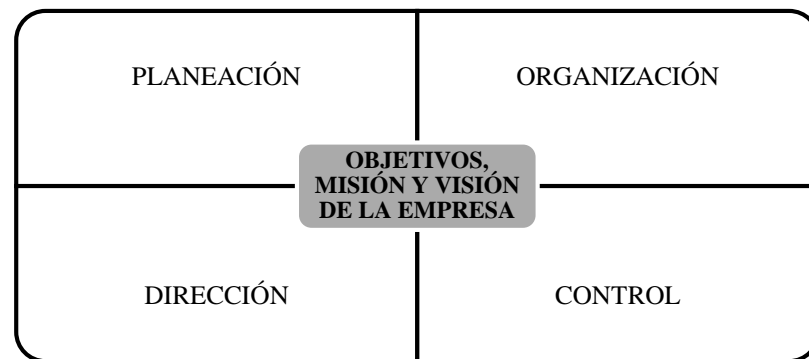 PLANEACIÓN
ORGANIZACIÓN
OBJETIVOS,
MISIÓN Y VISIÓN
DE LA EMPRESA
DIRECCIÓN
CONTROL